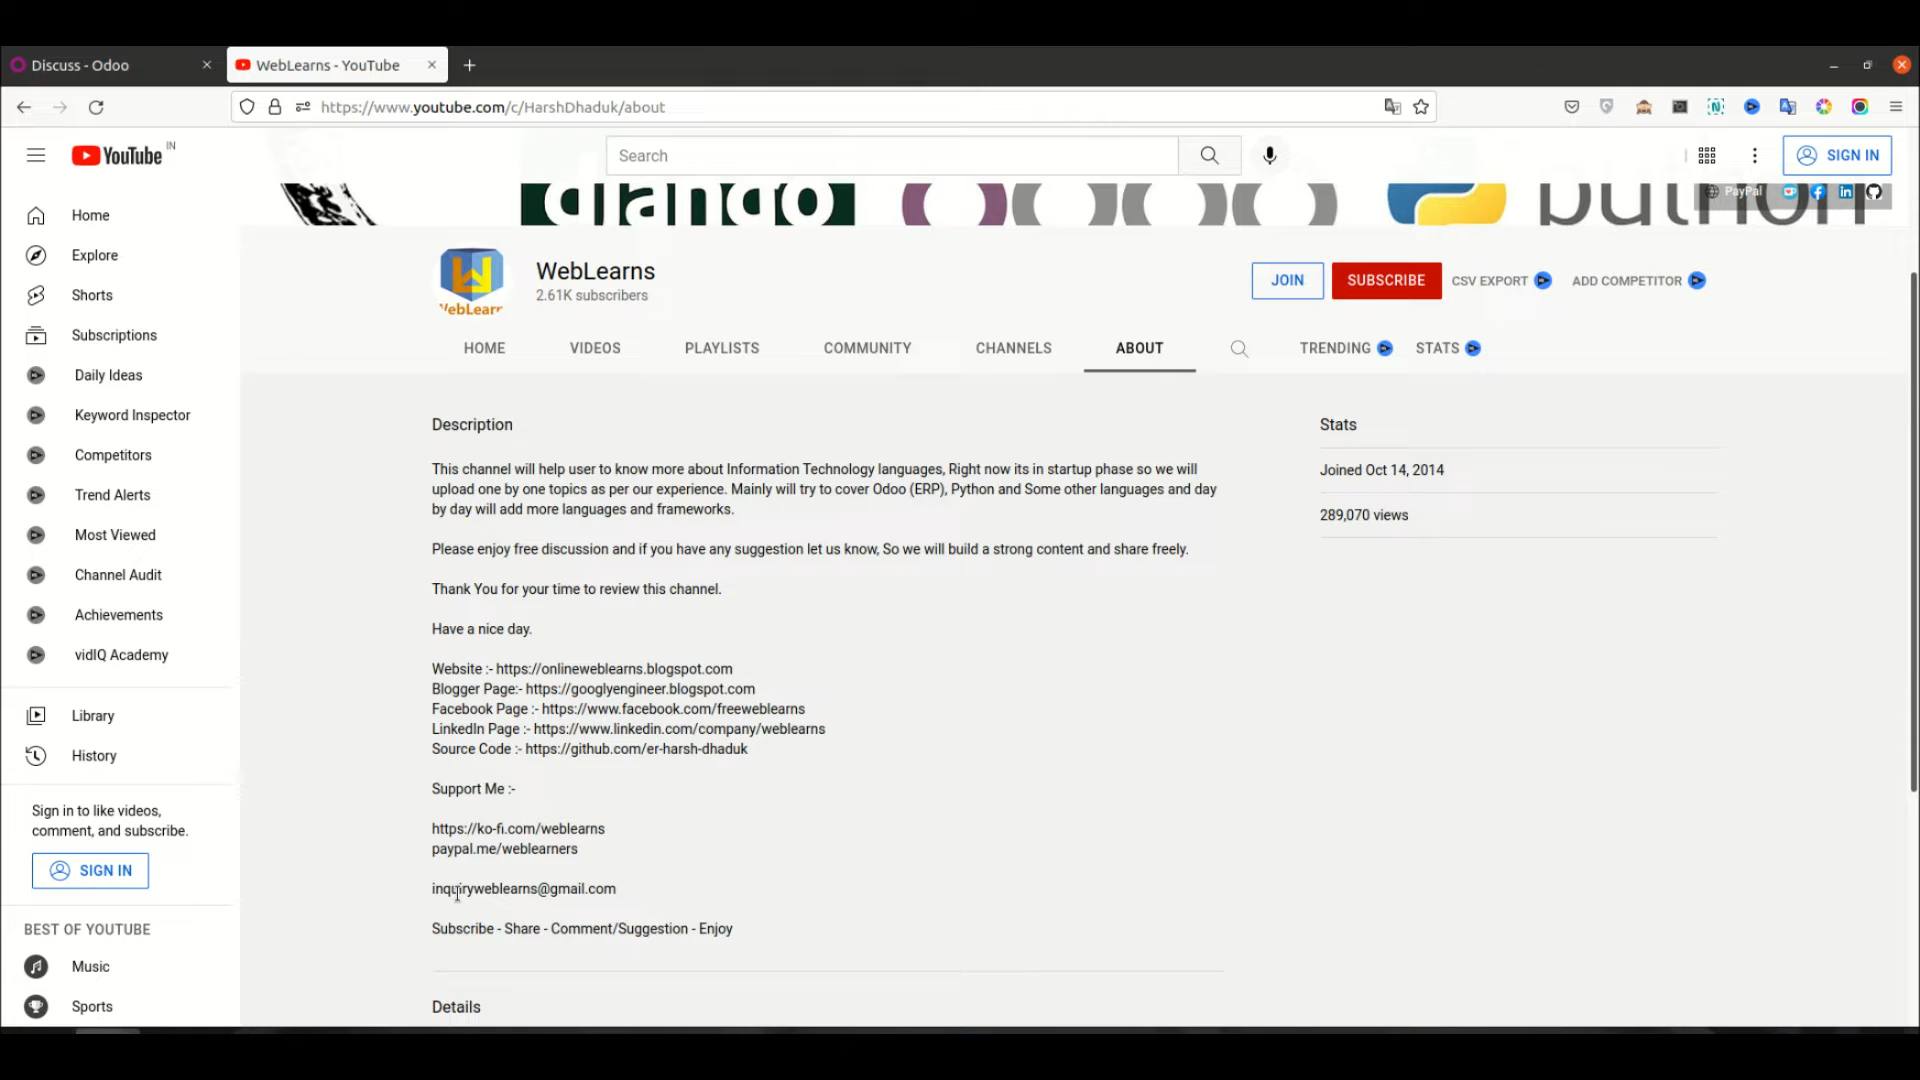 Discuss - Odoo
WebLearns - YouTube
https://www.youtube.com/c/HarshDhaduk/about
YouTube IN
Search
SIGN IN
django odoo python
PayPal
Home
Explore
Shorts
Subscriptions
Daily Ideas
Keyword Inspector
Competitors
Trend Alerts
Most Viewed
Channel Audit
Achievements
vidIQ Academy
Library
History
Sign in to like videos,
comment, and subscribe.
SIGN IN
BEST OF YOUTUBE
Music
Sports
WebLearns
WebLearns
2.61K subscribers
JOIN
SUBSCRIBE
CSV EXPORT
ADD COMPETITOR
HOME
VIDEOS
PLAYLISTS
COMMUNITY
CHANNELS
ABOUT
TRENDING
STATS
Description
This channel will help user to know more about Information Technology languages, Right now its in startup phase so we will
upload one by one topics as per our experience. Mainly will try to cover Odoo (ERP), Python and Some other languages and day
by day will add more languages and frameworks.
Please enjoy free discussion and if you have any suggestion let us know, So we will build a strong content and share freely.
Thank You for your time to review this channel.
Have a nice day.
Website :- https://onlineweblearns.blogspot.com
Blogger Page:- https://googlyengineer.blogspot.com
Facebook Page :- https://www.facebook.com/freeweblearns
LinkedIn Page :- https://www.linkedin.com/company/weblearns
Source Code :- https://github.com/er-harsh-dhaduk
Support Me :-
https://ko-fi.com/weblearns
paypal.me/weblearners
inquiryweblearns@gmail.com
Subscribe - Share - Comment/Suggestion - Enjoy
Details
Stats
Joined Oct 14, 2014
289,070 views